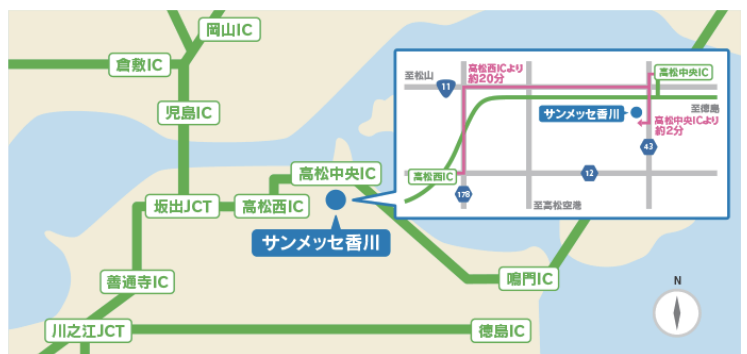 岡山IC
倉敷IC
児島IC
高松中央IC
坂出JCT
高松西IC
サンメッセ香川
善通寺IC
鳴門IC
川之江JCT
徳島IC
N
高松西ICより
約20分
至松山
11
高松中央IC
至徳島
サンメッセ香川
高松中央ICより
約2分
43
高松西IC
12
178
至高松空港